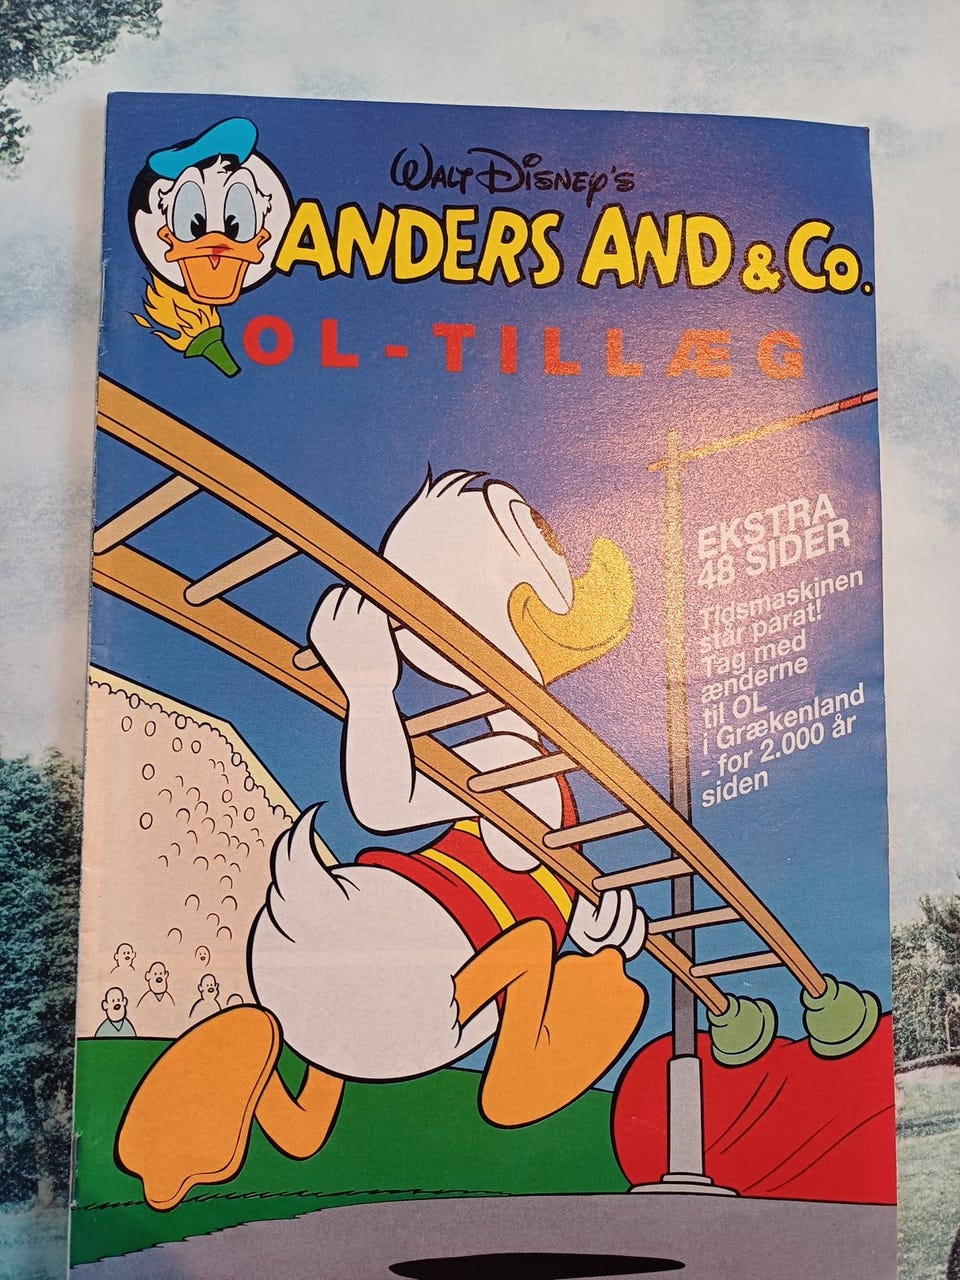 WALT DISNEY'S
ANDERS AND & Co.
OL-TILLÆG
EKSTRA
48 SIDER
Tidsmaskinen
står parat!
Tag med
ænderne
til OL
i Grækenland
- for 2.000 år
siden